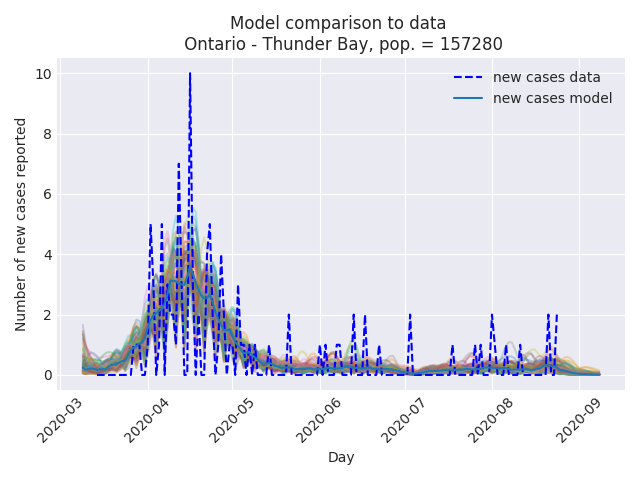 Model comparison to data
Ontario - Thunder Bay, pop. = 157280
new cases data
new cases model
Number of new cases reported
10
8
6
4
2
0
2020-03
2020-04
2020-05
2020-06
2020-07
2020-08
2020-09
Day